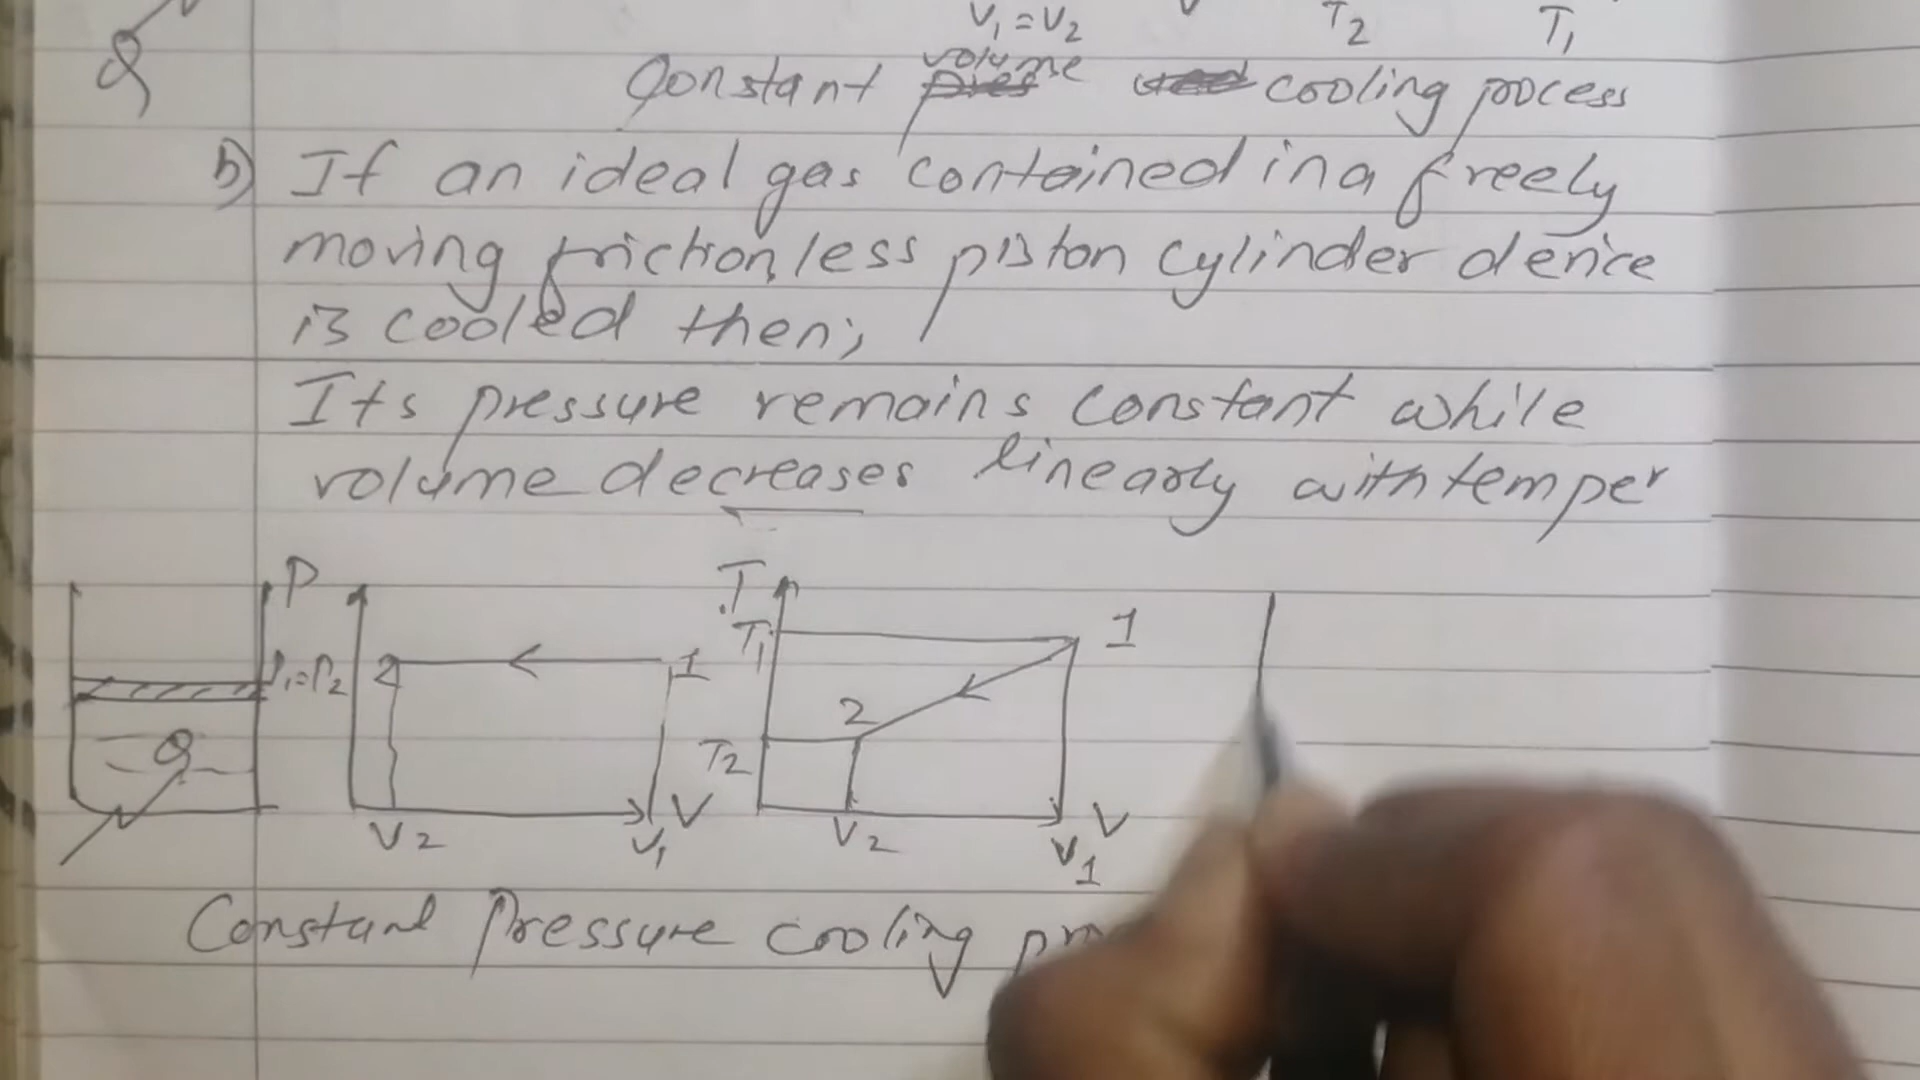 V₁=V₂ V T₂ T₁
Q
volume
Constant cooling process
b) If an ideal gas contained in a freely
moving frictionless piston cylinder device
is cooled then;
Its pressure remains constant while
volume decreases linearly with temper
P T
T₁ 1
P₁=P₂ 2 1
2
Q T₂
V V
V₂ V₁ V₂ V₁
Constant Pressure cooling